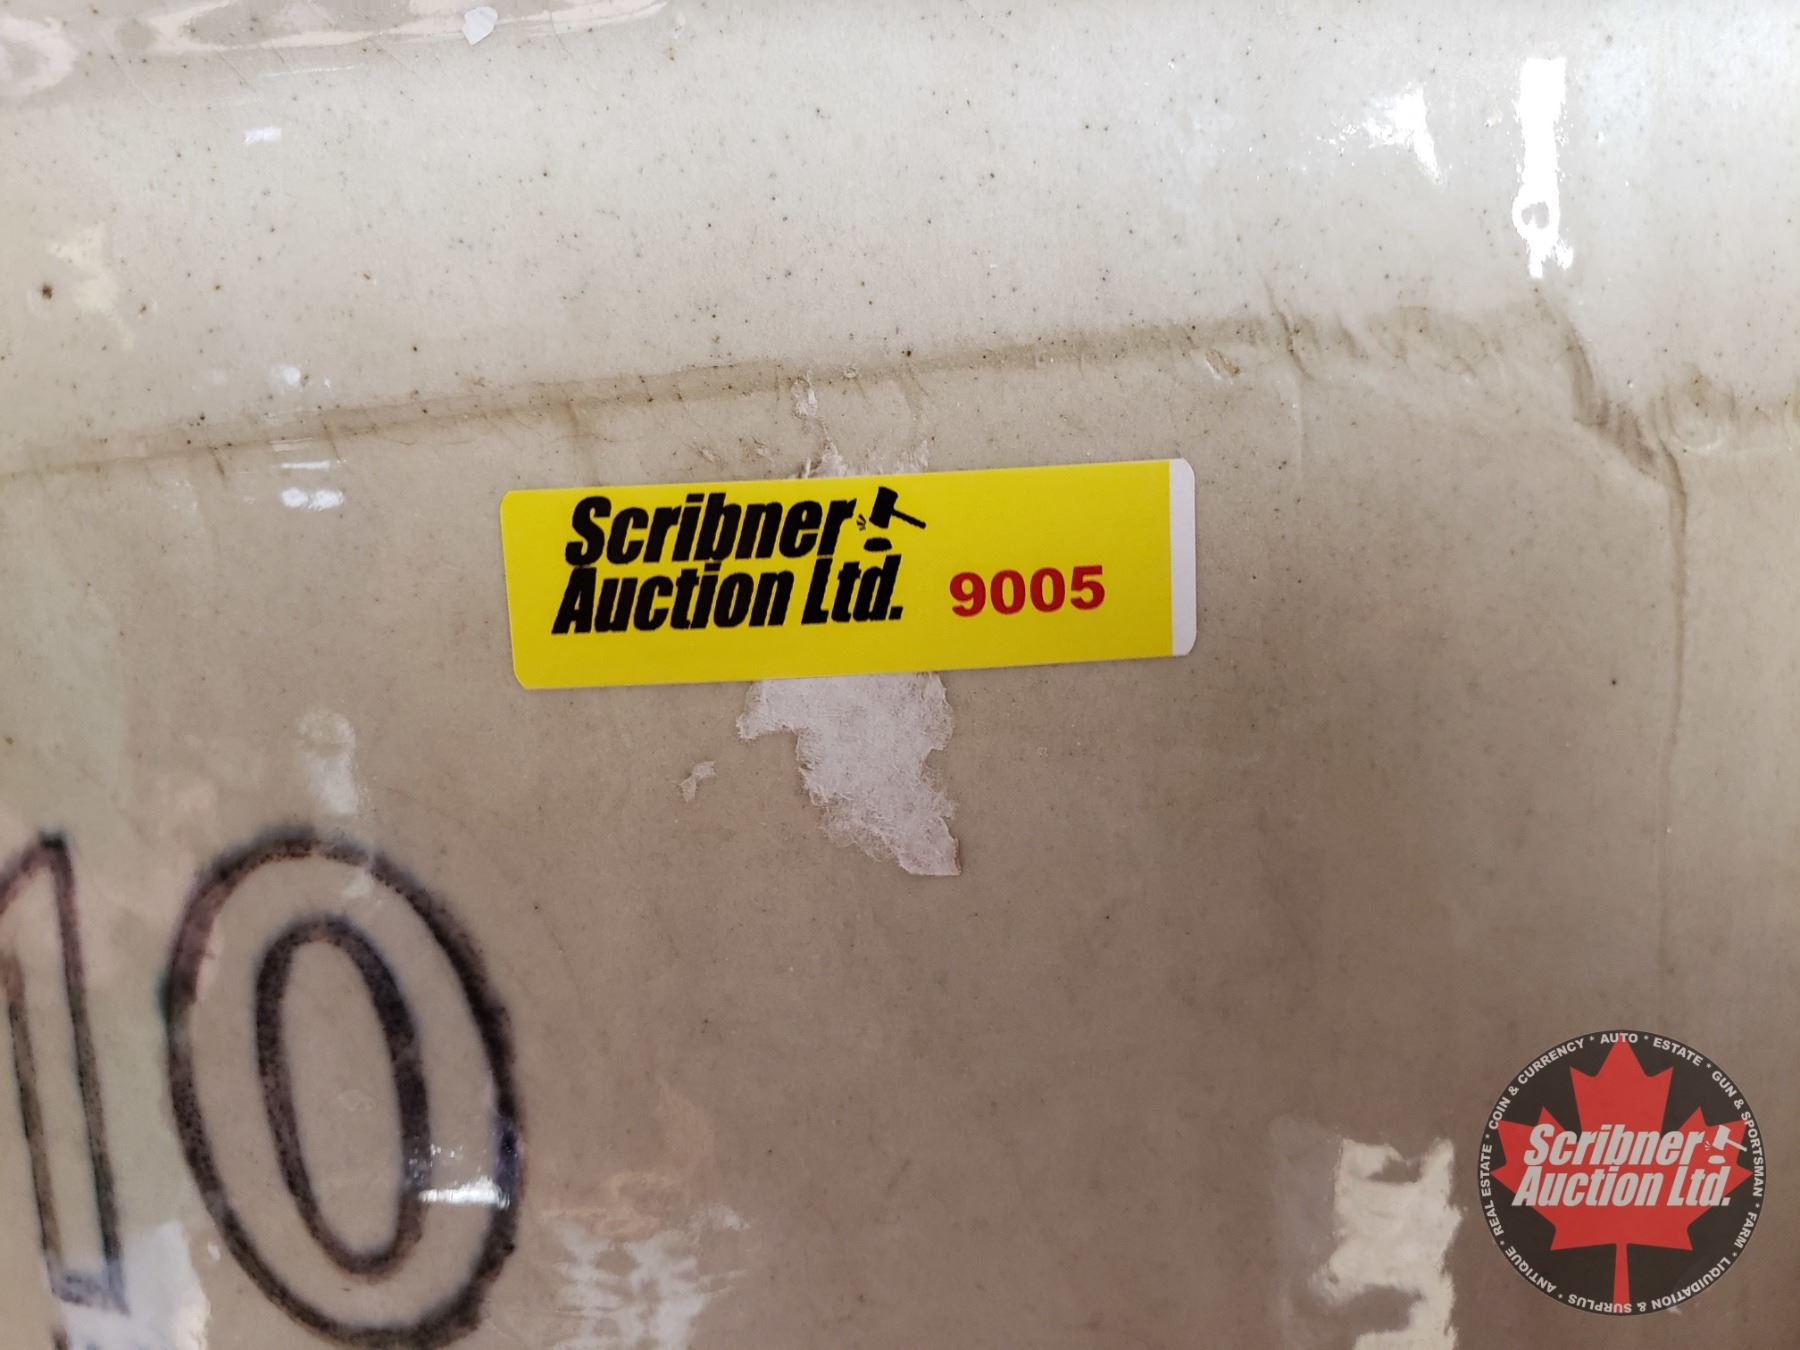 Scribner
Auction Ltd. 9005
10
COIN & CURRENCY * AUTO * ESTATE * GUN & SPORTSMAN * FARM * LIQUIDATION & SURPLUS * ANTIQUE * REAL ESTATE *
Scribner
Auction Ltd.